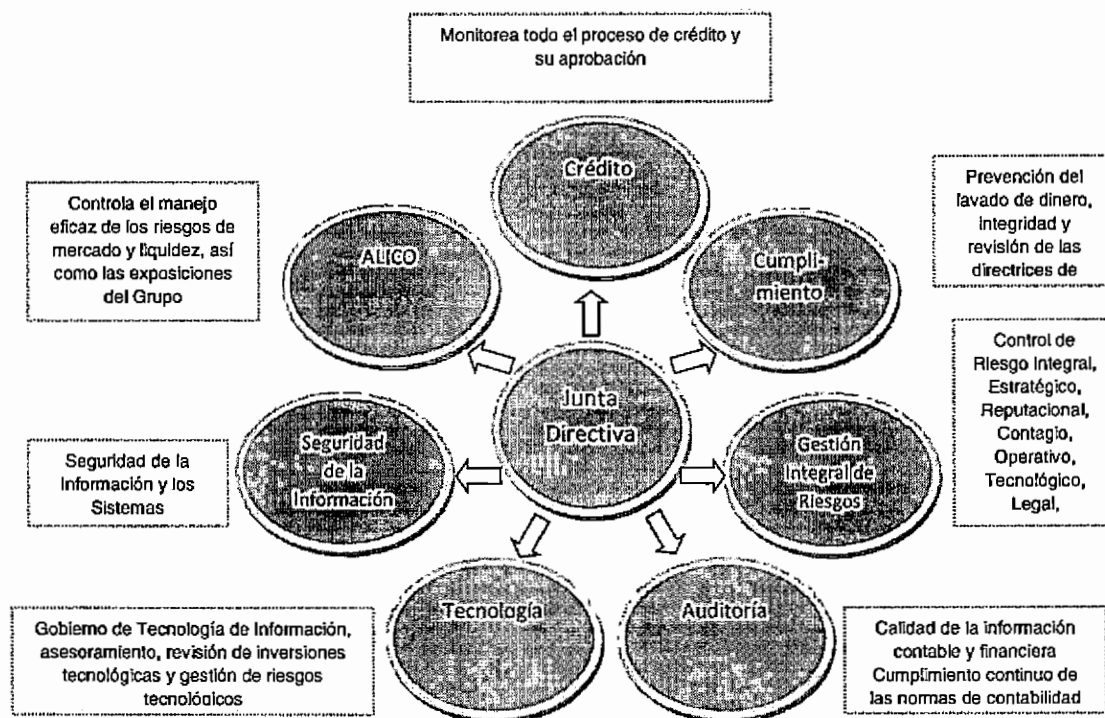 Monitorea todo el proceso de crédito y
su aprobación
Crédito
Controla el manejo
eficaz de los riesgos de
mercado y liquidez, así
como las exposiciones
del Grupo
ALICO
Cumpli-
miento
Prevención del
lavado de dinero,
integridad y
revisión de las
directrices de
Junta
Directiva
Seguridad de la
Información y los
Sistemas
Seguridad
de la
Información
Gestión
Integral de
Riesgos
Control de
Riesgo Integral,
Estratégico,
Reputacional,
Contagio,
Operativo,
Tecnológico,
Legal,
Gobierno de Tecnología de Información,
asesoramiento, revisión de inversiones
tecnológicas y gestión de riesgos
tecnológicos
Tecnología
Auditoría
Calidad de la información
contable y financiera
Cumplimiento continuo de
las normas de contabilidad